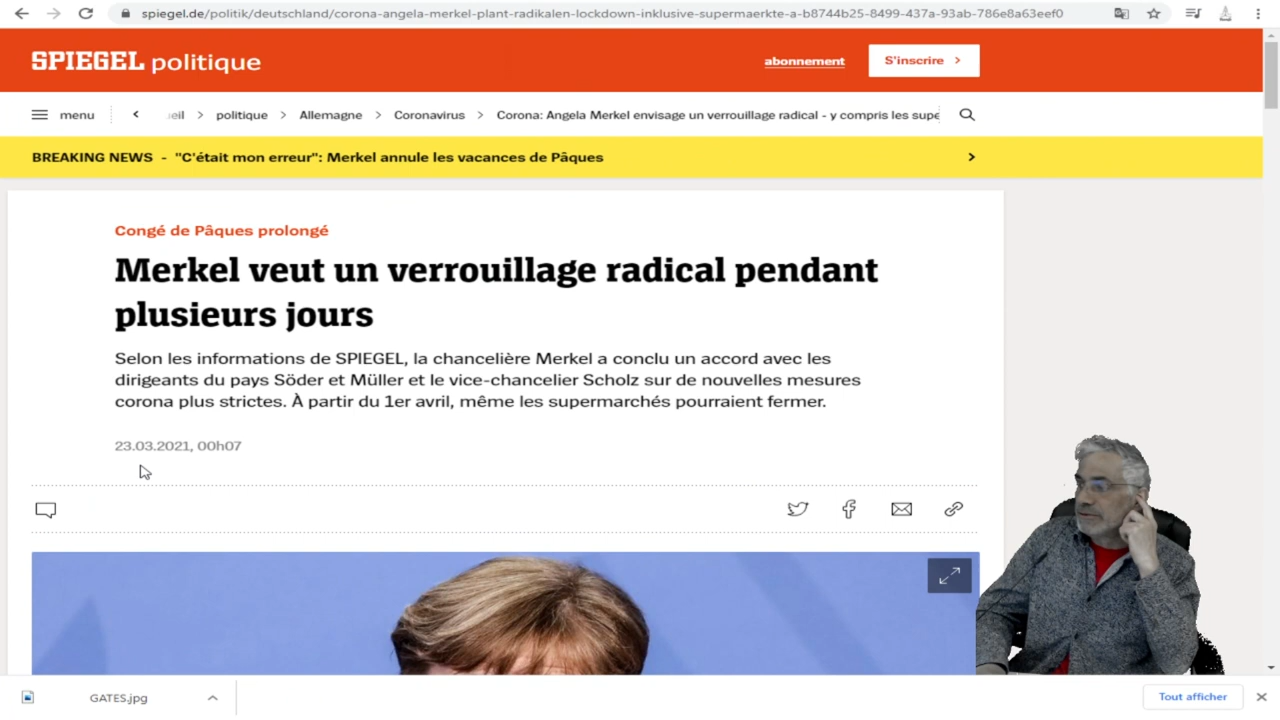 spiegel.de/politik/deutschland/corona-angela-merkel-plant-radikalen-lockdown-inklusive-supermaerkte-a-b8744b25-8499-437a-93ab-786e8a63eef0
SPIEGEL politique
abonnement
S'inscrire
menu
eil > politique > Allemagne > Coronavirus > Corona: Angela Merkel envisage un verrouillage radical - y compris les supe
BREAKING NEWS - "C'était mon erreur": Merkel annule les vacances de Pâques
Congé de Pâques prolongé
Merkel veut un verrouillage radical pendant
plusieurs jours
Selon les informations de SPIEGEL, la chancelière Merkel a conclu un accord avec les
dirigeants du pays Söder et Müller et le vice-chancelier Scholz sur de nouvelles mesures
corona plus strictes. À partir du 1er avril, même les supermarchés pourraient fermer.
23.03.2021, 00h07
GATES.jpg
Tout afficher